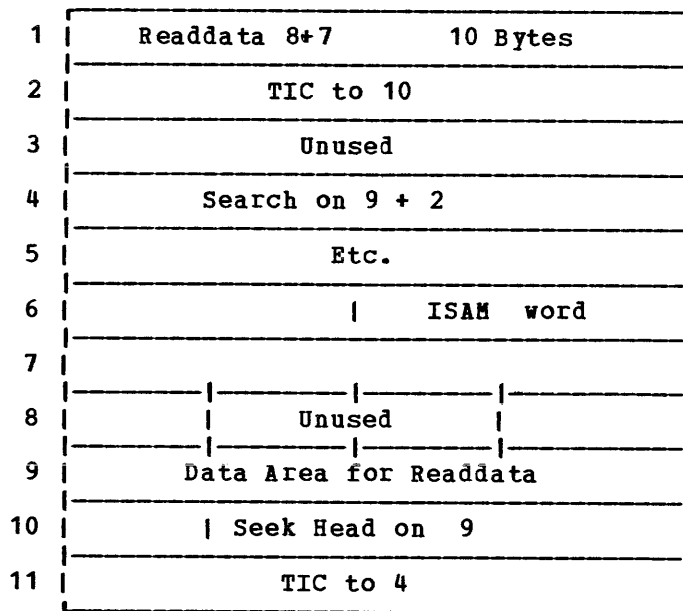 1 Readdata 8+7 10 Bytes
2 TIC to 10
3 Unused
4 Search on 9 + 2
5 Etc.
6 | ISAM word
7
8 | Unused |
9 Data Area for Readdata
10 | Seek Head on 9
11 TIC to 4